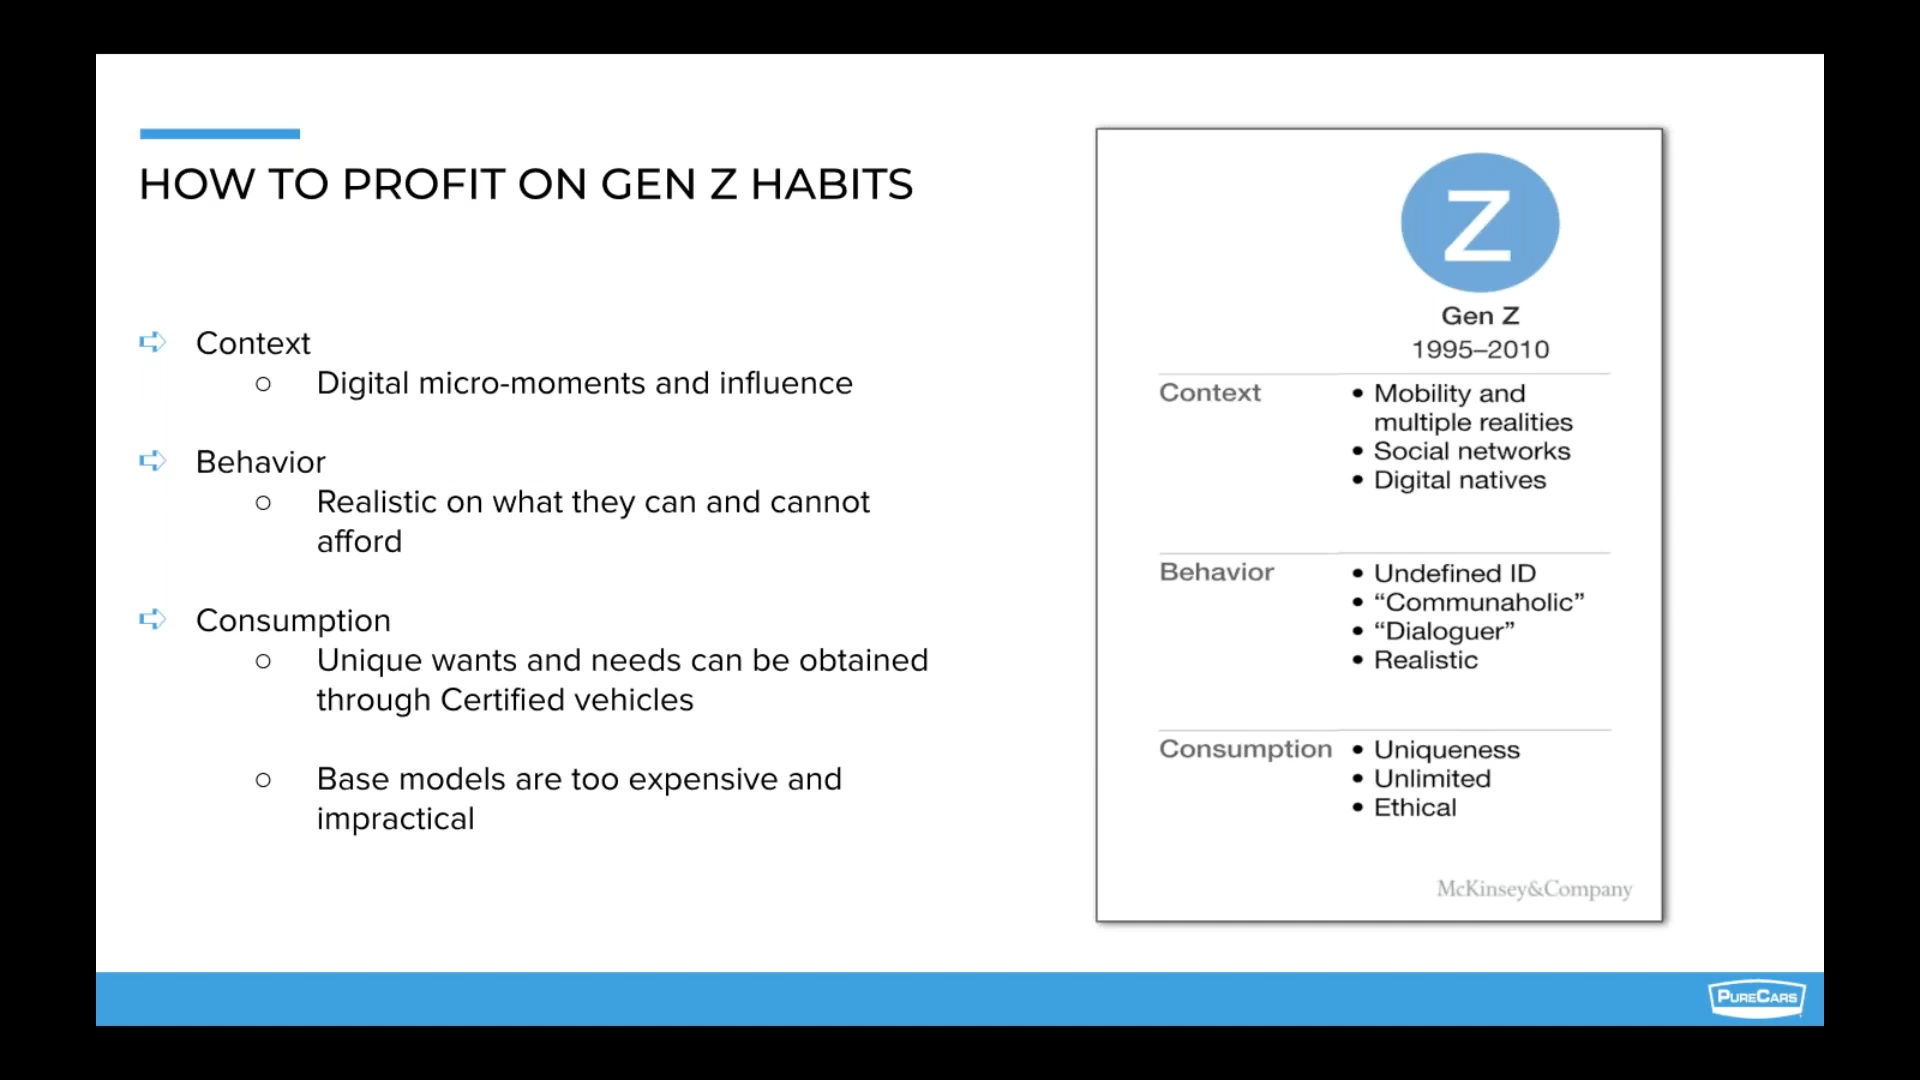 HOW TO PROFIT ON GEN Z HABITS
Context
Digital micro-moments and influence
Behavior
Realistic on what they can and cannot
afford
Consumption
Unique wants and needs can be obtained
through Certified vehicles
Base models are too expensive and
impractical
Z
Gen Z
1995–2010
Context
• Mobility and
multiple realities
• Social networks
• Digital natives
Behavior
• Undefined ID
• “Communaholic”
• “Dialoguer”
• Realistic
Consumption
• Uniqueness
• Unlimited
• Ethical
McKinsey&Company
PURECARS